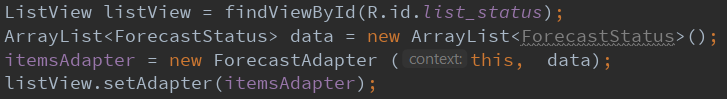 ListView listView = findViewById(R.id.list_status);
ArrayList<ForecastStatus> data = new ArrayList<ForecastStatus>();
itemsAdapter = new ForecastAdapter ( context: this,  data);
listView.setAdapter(itemsAdapter);